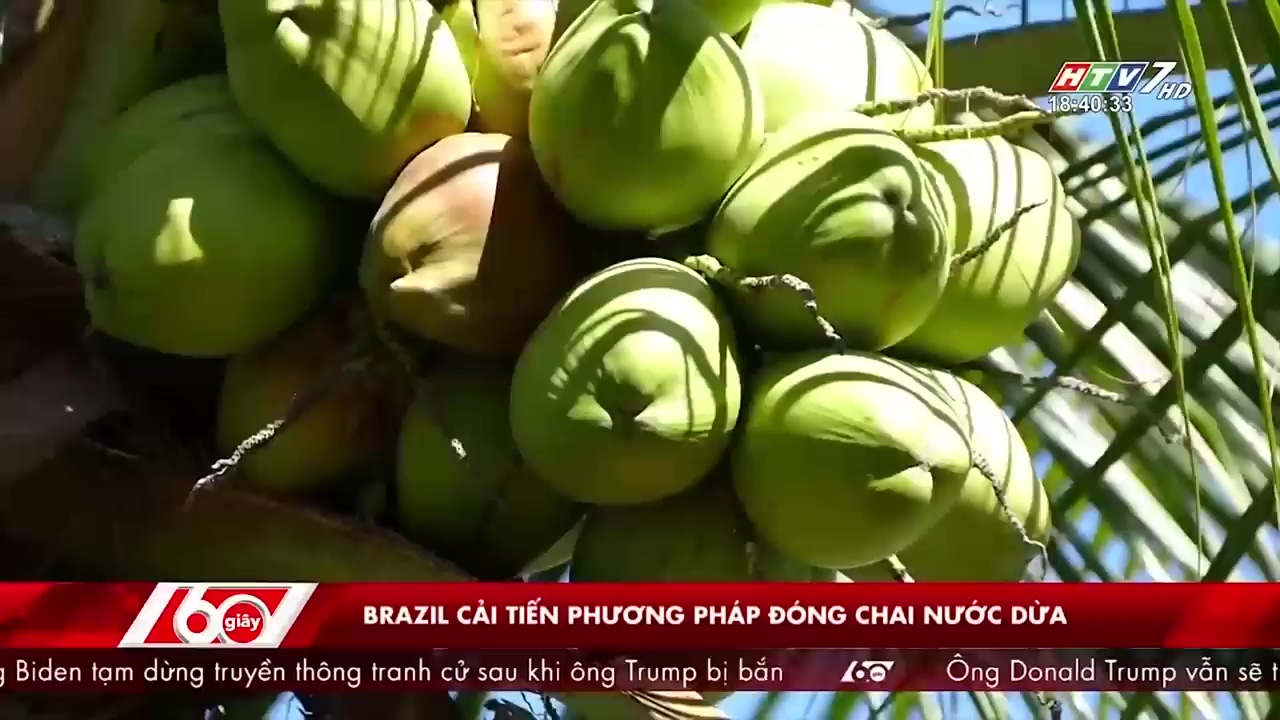 HTV7 HD
18:40:33
60 giây
BRAZIL CẢI TIẾN PHƯƠNG PHÁP ĐÓNG CHAI NƯỚC DỪA
g Biden tạm dừng truyền thông tranh cử sau khi ông Trump bị bắn 60 Ông Donald Trump vẫn sẽ t